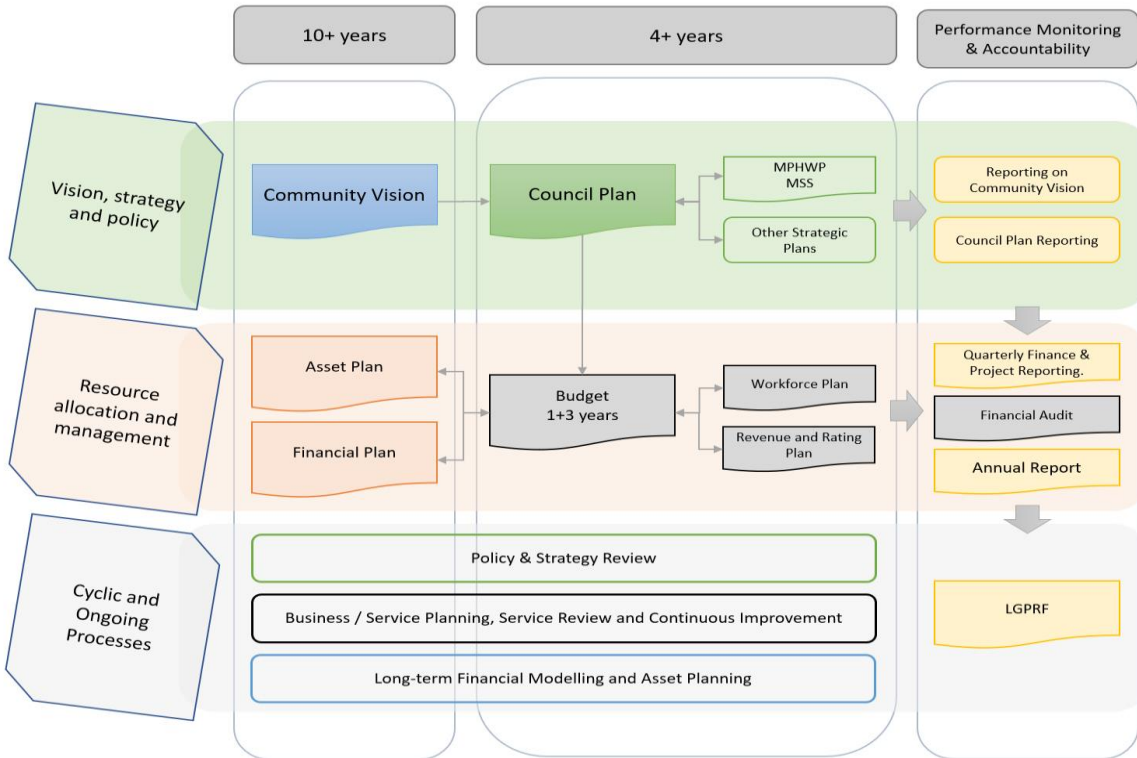 10+ years
4+ years
Performance Monitoring
& Accountability
Vision, strategy
and policy
Community Vision
Council Plan
MPHWP
MSS
Other Strategic
Plans
Reporting on
Community Vision
Council Plan Reporting
Resource
allocation and
management
Asset Plan
Financial Plan
Budget
1+3 years
Workforce Plan
Revenue and Rating
Plan
Quarterly Finance &
Project Reporting.
Financial Audit
Annual Report
Cyclic and
Ongoing
Processes
Policy & Strategy Review
Business / Service Planning, Service Review and Continuous Improvement
Long-term Financial Modelling and Asset Planning
LGPRF